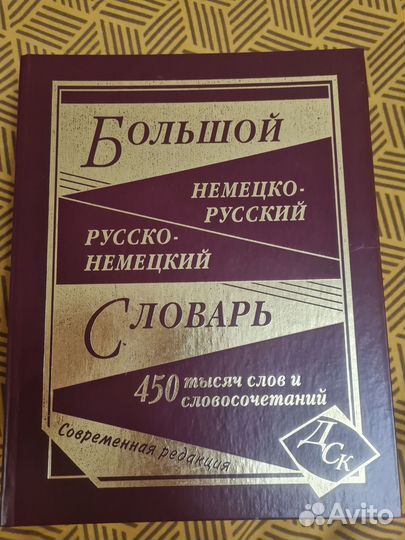 Большой
немецко-
русский
русско-
немецкий
Словарь
450 тысяч слов и
словосочетаний
Современная редакция
ДСК
Avito